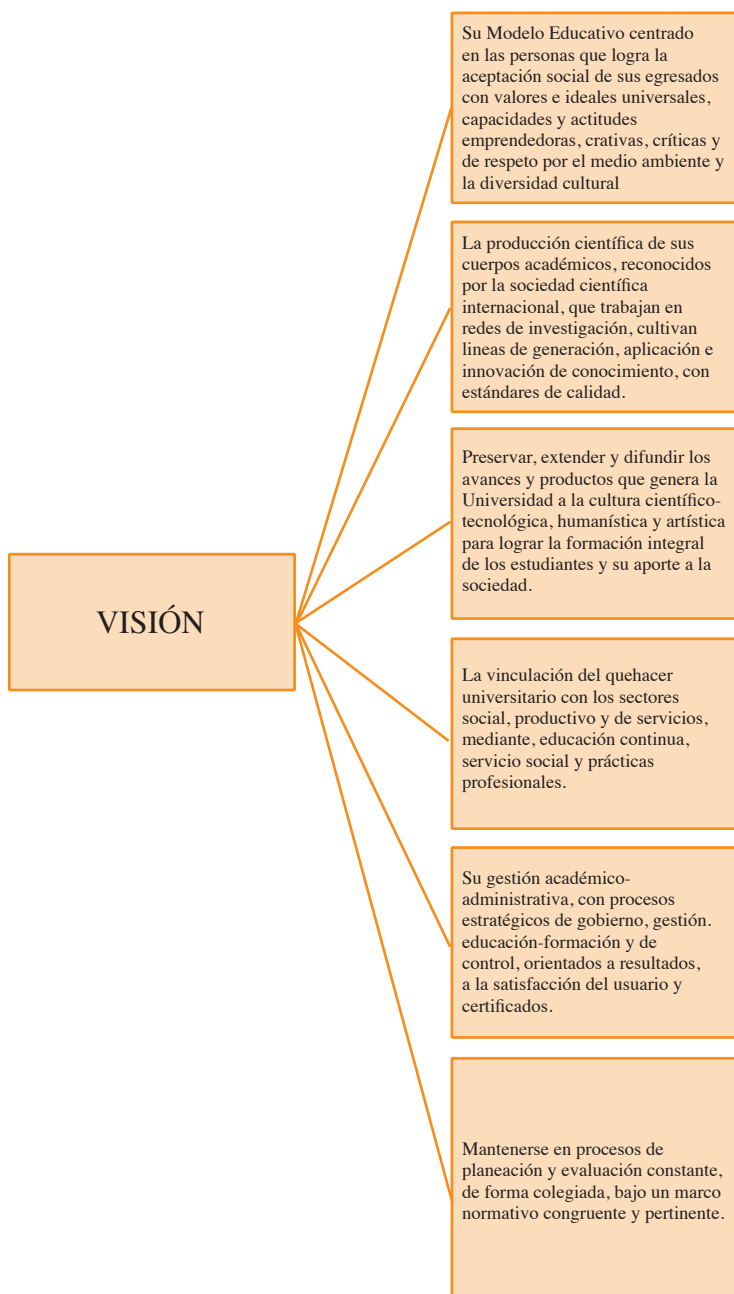 Su Modelo Educativo centrado
en las personas que logra la
aceptación social de sus egresados
con valores e ideales universales,
capacidades y actitudes
emprendedoras, crativas, críticas y
de respeto por el medio ambiente y
la diversidad cultural
La producción científica de sus
cuerpos académicos, reconocidos
por la sociedad científica
internacional, que trabajan en
redes de investigación, cultivan
lineas de generación, aplicación e
innovación de conocimiento, con
estándares de calidad.
Preservar, extender y difundir los
avances y productos que genera la
Universidad a la cultura científico-
tecnológica, humanística y artística
para lograr la formación integral
de los estudiantes y su aporte a la
sociedad.
VISIÓN
La vinculación del quehacer
universitario con los sectores
social, productivo y de servicios,
mediante, educación continua,
servicio social y prácticas
profesionales.
Su gestión académico-
administrativa, con procesos
estratégicos de gobierno, gestión.
educación-formación y de
control, orientados a resultados,
a la satisfacción del usuario y
certificados.
Mantenerse en procesos de
planeación y evaluación constante,
de forma colegiada, bajo un marco
normativo congruente y pertinente.